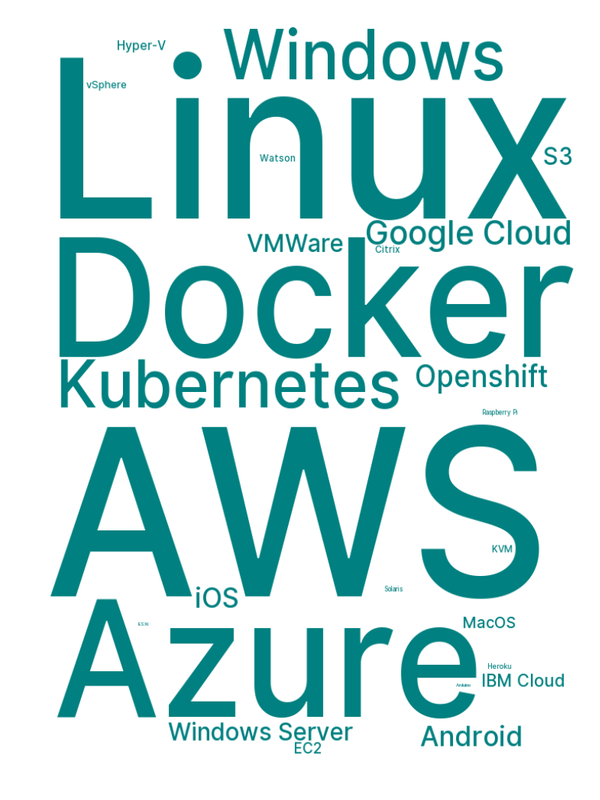 Hyper-V
Windows
vSphere
Linux
Watson
S3
Google Cloud
VMWare
Citrix
Docker
Kubernetes
Openshift
Raspberry Pi
AWS
KVM
Solaris
iOS
MacOS
Azure
Heroku
IBM Cloud
Windows Server
EC2
Android